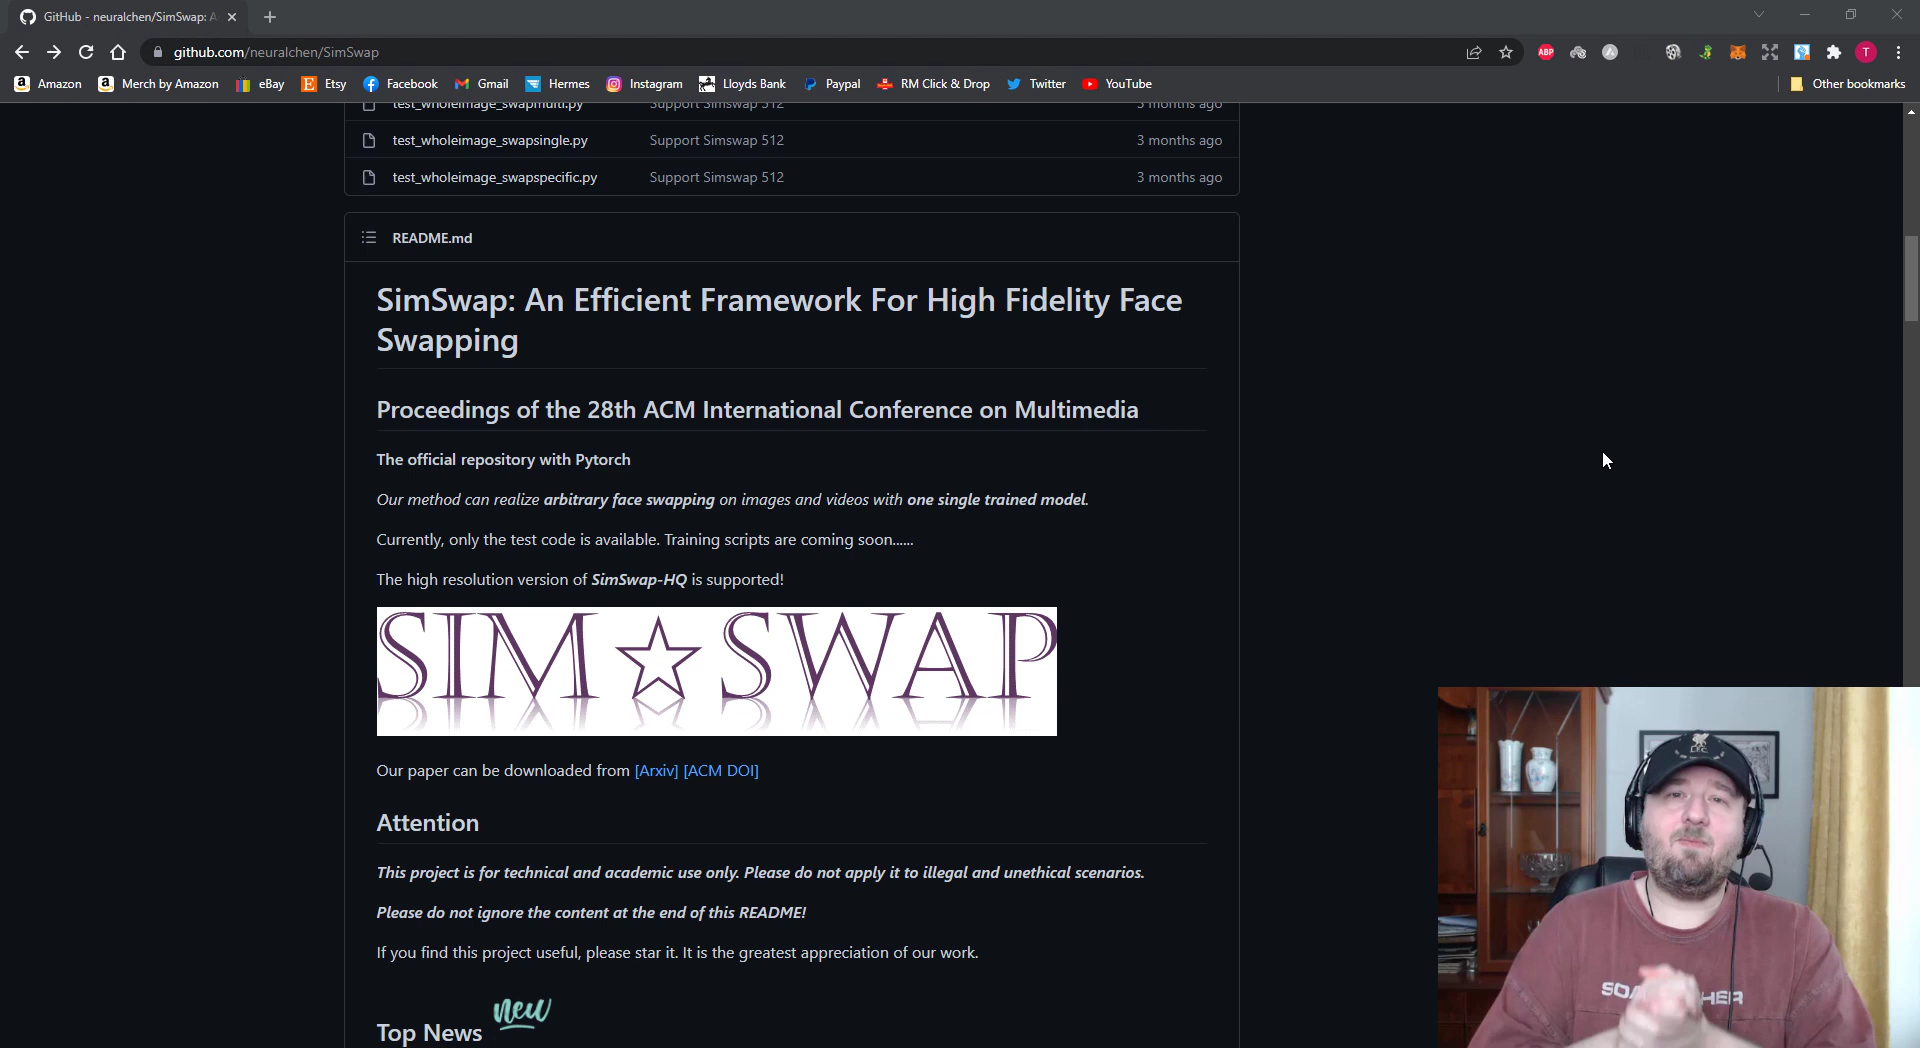 GitHub - neuralchen/SimSwap: A
github.com/neuralchen/SimSwap
ABP
T
Amazon
Merch by Amazon
eBay
Etsy
Facebook
Gmail
Hermes
Instagram
Lloyds Bank
Paypal
RM Click & Drop
Twitter
YouTube
Other bookmarks
test_wholeimage_swapmulti.py Support Simswap 512 3 months ago
test_wholeimage_swapsingle.py Support Simswap 512 3 months ago
test_wholeimage_swapspecific.py Support Simswap 512 3 months ago
README.md
SimSwap: An Efficient Framework For High Fidelity Face
Swapping
Proceedings of the 28th ACM International Conference on Multimedia
The official repository with Pytorch
Our method can realize arbitrary face swapping on images and videos with one single trained model.
Currently, only the test code is available. Training scripts are coming soon......
The high resolution version of SimSwap-HQ is supported!
SIM SWAP
Our paper can be downloaded from [Arxiv] [ACM DOI]
Attention
This project is for technical and academic use only. Please do not apply it to illegal and unethical scenarios.
Please do not ignore the content at the end of this README!
If you find this project useful, please star it. It is the greatest appreciation of our work.
Top News new
L.F.C.